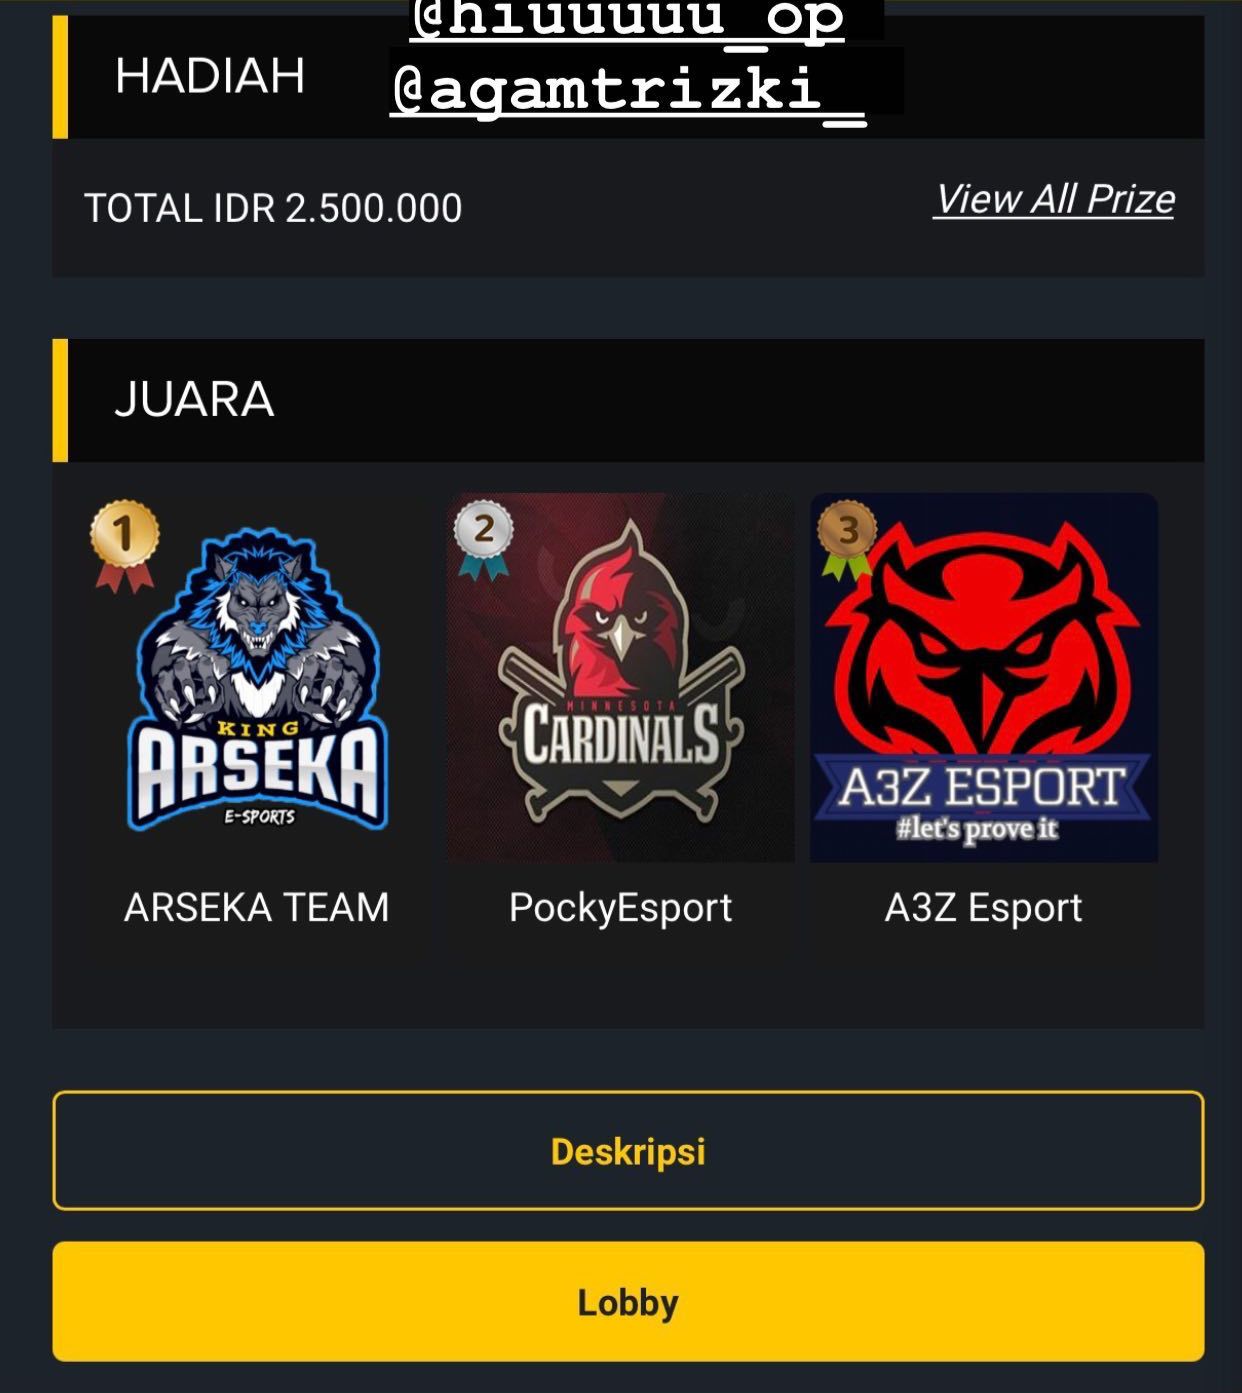 @hiuuuuu_op
HADIAH
@agamtrizki_
TOTAL IDR 2.500.000
View All Prize
JUARA
1
2
3
KING
ARSEKA
E-SPORTS
MINNESOTA
CARDINALS
A3Z ESPORT
#let's prove it
ARSEKA TEAM
PockyEsport
A3Z Esport
Deskripsi
Lobby